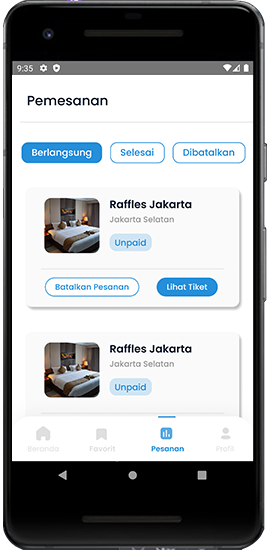 9:35
Pemesanan
Berlangsung Selesai Dibatalkan
Raffles Jakarta
Jakarta Selatan
Unpaid
Batalkan Pesanan Lihat Tiket
Raffles Jakarta
Jakarta Selatan
Unpaid
Beranda Favorit Pesanan Profil